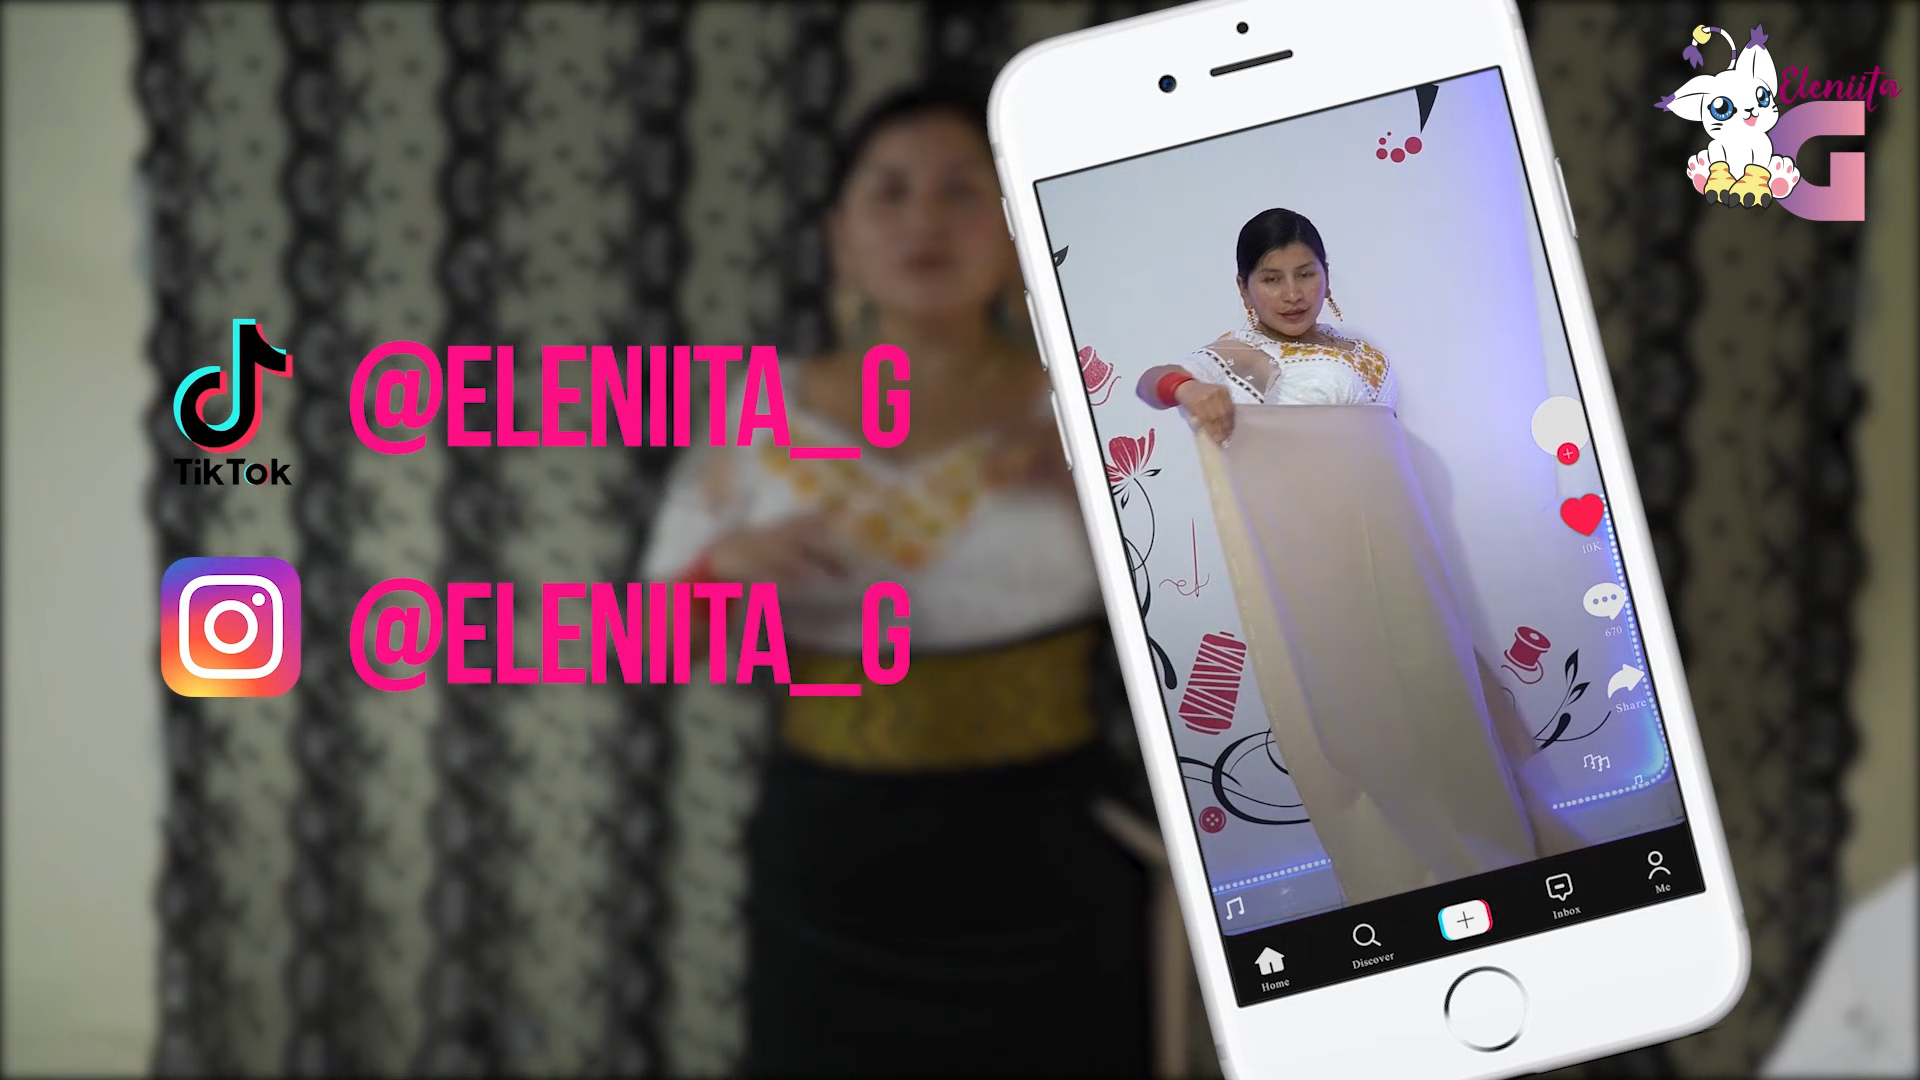 Eleniita
G
TikTok
@ELENIITA_G
@ELENIITA_G
10K
670
Share
Home
Discover
Inbox
Me